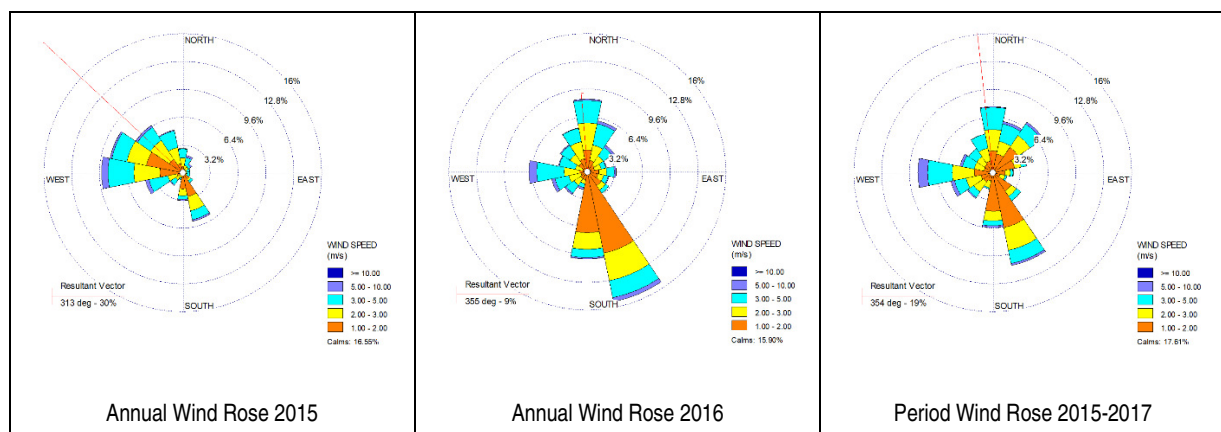 NORTH
16%
12.8%
9.6%
6.4%
3.2%
WEST
EAST
WIND SPEED
(m/s)
>= 10.00
5.00 - 10.00
3.00 - 5.00
2.00 - 3.00
1.00 - 2.00
Calms: 16.55%
Resultant Vector
313 deg - 30%
SOUTH
Annual Wind Rose 2015
NORTH
16%
12.8%
9.6%
6.4%
3.2%
WEST
EAST
WIND SPEED
(m/s)
>= 10.00
5.00 - 10.00
3.00 - 5.00
2.00 - 3.00
1.00 - 2.00
Calms: 15.90%
Resultant Vector
355 deg - 9%
SOUTH
Annual Wind Rose 2016
NORTH
16%
12.8%
9.6%
6.4%
3.2%
WEST
EAST
WIND SPEED
(m/s)
>= 10.00
5.00 - 10.00
3.00 - 5.00
2.00 - 3.00
1.00 - 2.00
Calms: 17.61%
Resultant Vector
354 deg - 19%
SOUTH
Period Wind Rose 2015-2017